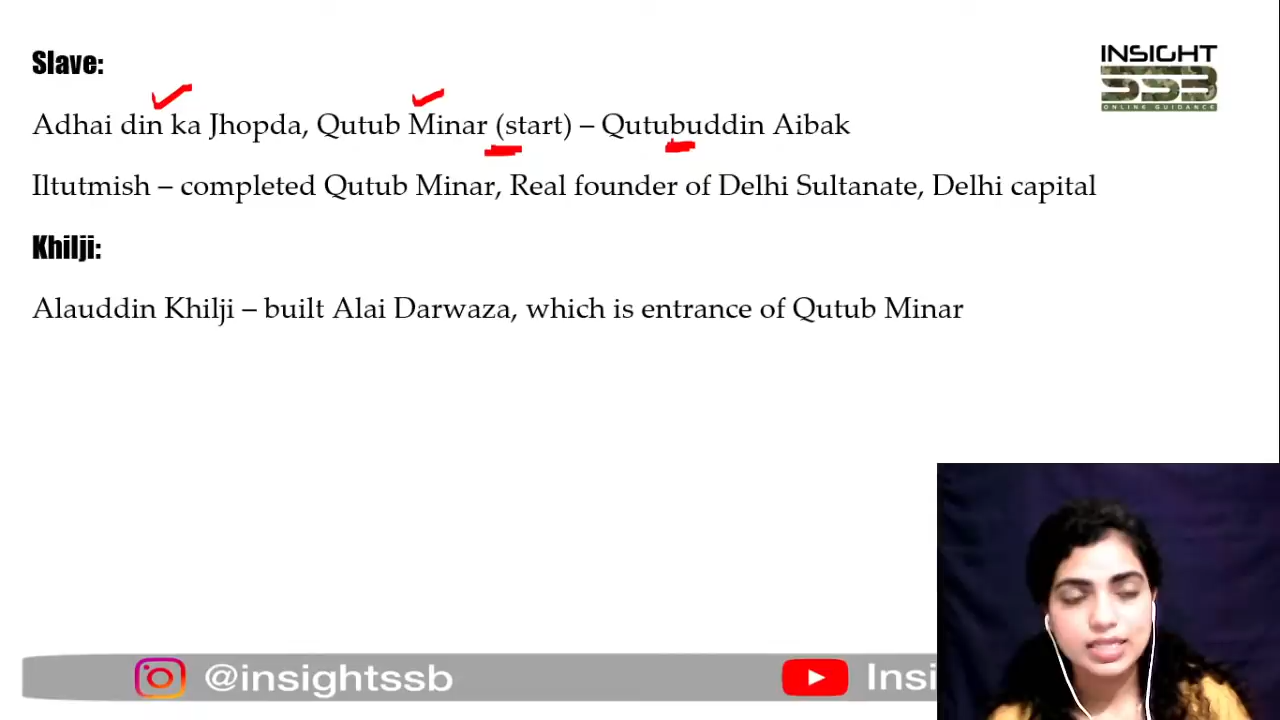 Slave:
INSIGHT
SSB
ONLINE GUIDANCE
Adhai din ka Jhopda, Qutub Minar (start) – Qutubuddin Aibak
Iltutmish – completed Qutub Minar, Real founder of Delhi Sultanate, Delhi capital
Khilji:
Alauddin Khilji – built Alai Darwaza, which is entrance of Qutub Minar
@insightssb
Insi